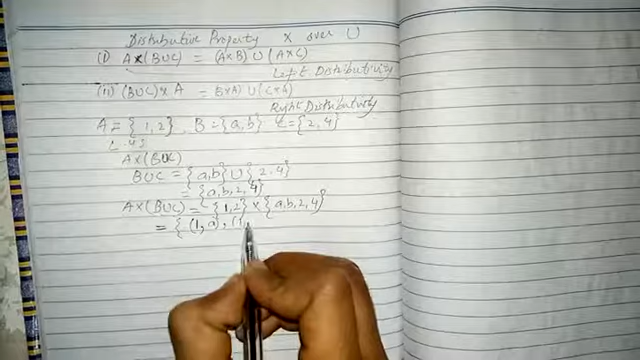 Distributive Property X over U
(i) A×(B∪C) = (A×B) ∪ (A×C)
Left Distributivity
(ii) (B∪C)×A = (B×A) ∪ (C×A)
Right Distributivity
A = {1,2}, B = {a,b} C = {2,4}
L.H.S
A×(B∪C)
B∪C = {a,b} ∪ {2,4}
= {a,b,2,4}
A×(B∪C) = {1,2} × {a,b,2,4}
= { (1,a), (1,